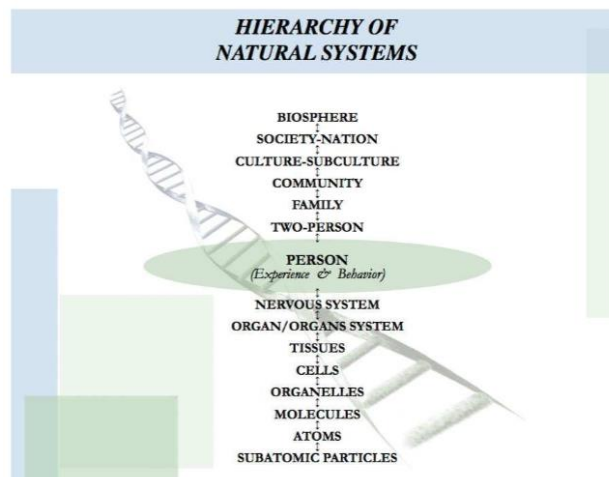 HIERARCHY OF
NATURAL SYSTEMS
BIOSPHERE
SOCIETY-NATION
CULTURE-SUBCULTURE
COMMUNITY
FAMILY
TWO-PERSON
PERSON
(Experience & Behavior)
NERVOUS SYSTEM
ORGAN/ORGANS SYSTEM
TISSUES
CELLS
ORGANELLES
MOLECULES
ATOMS
SUBATOMIC PARTICLES